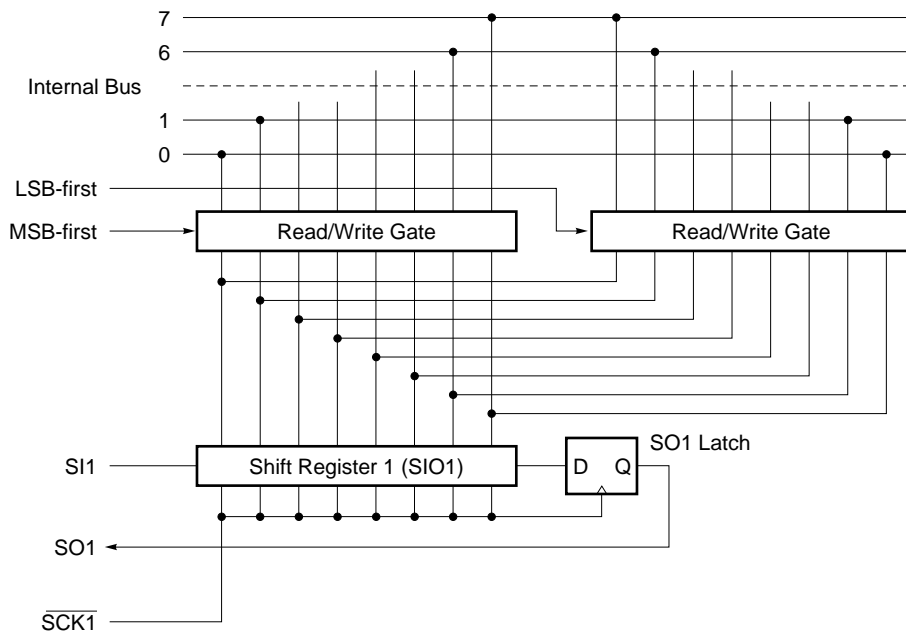 7
6
Internal Bus
1
0
LSB-first
MSB-first
Read/Write Gate
Read/Write Gate
SO1 Latch
SI1
Shift Register 1 (SIO1)
D Q
SO1
SCK1